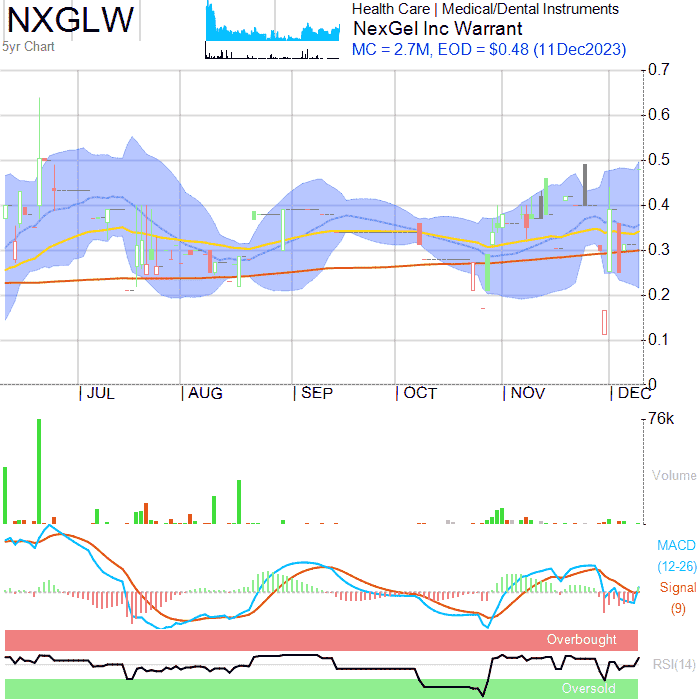 NXGLW
5yr Chart
Health Care | Medical/Dental Instruments
NexGel Inc Warrant
MC = 2.7M, EOD = $0.48 (11Dec2023)
0.7
0.6
0.5
0.4
0.3
0.2
0.1
0
JUL
AUG
SEP
OCT
NOV
DEC
76k
Volume
MACD
(12-26)
Signal
(9)
Overbought
RSI(14)
Oversold